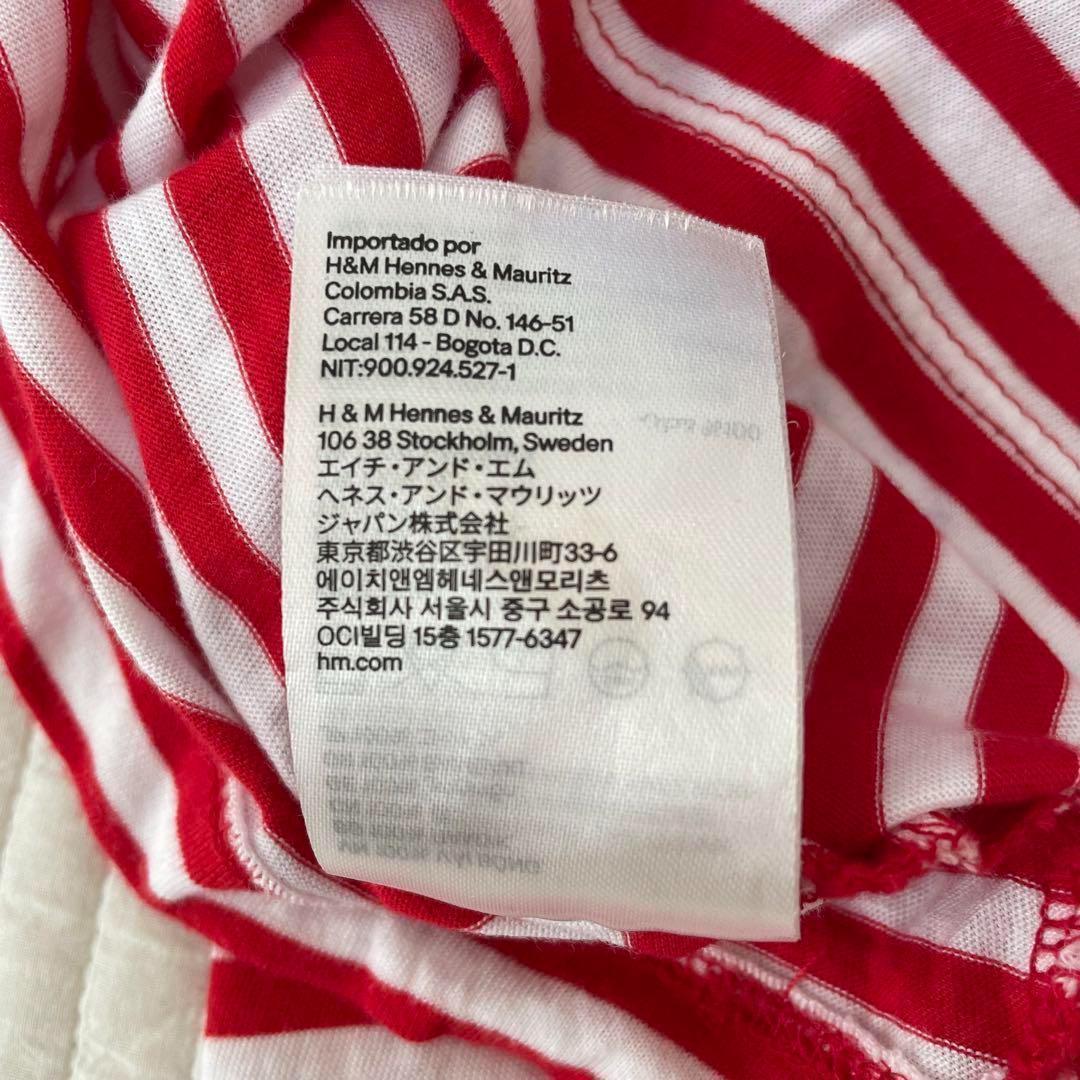 Importado por
H&M Hennes & Mauritz
Colombia S.A.S.
Carrera 58 D No. 146-51
Local 114 - Bogota D.C.
NIT:900.924.527-1
H & M Hennes & Mauritz
106 38 Stockholm, Sweden
エイチ・アンド・エム
ヘネス・アンド・マウリッツ
ジャパン株式会社
東京都渋谷区宇田川町33-6
에이치앤엠헤네스앤모리츠
주식회사 서울시 중구 소공로 94
OCI빌딩 15층 1577-6347
hm.com